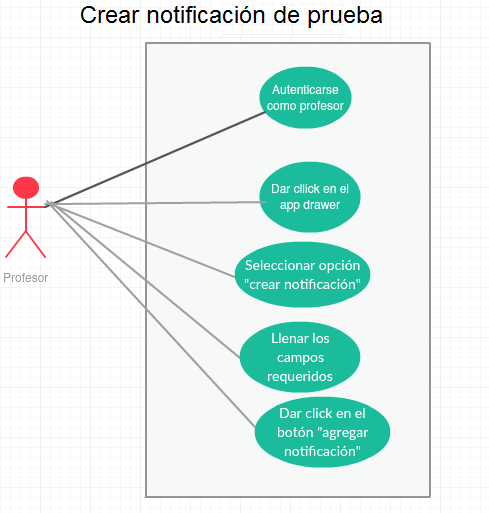 Crear notificación de prueba
Autenticarse
como profesor
Dar cliick en el
app drawer
Seleccionar opción
"crear notificación"
Llenar los
campos
requeridos
Dar click en el
botón "agregar
notificación"
Profesor